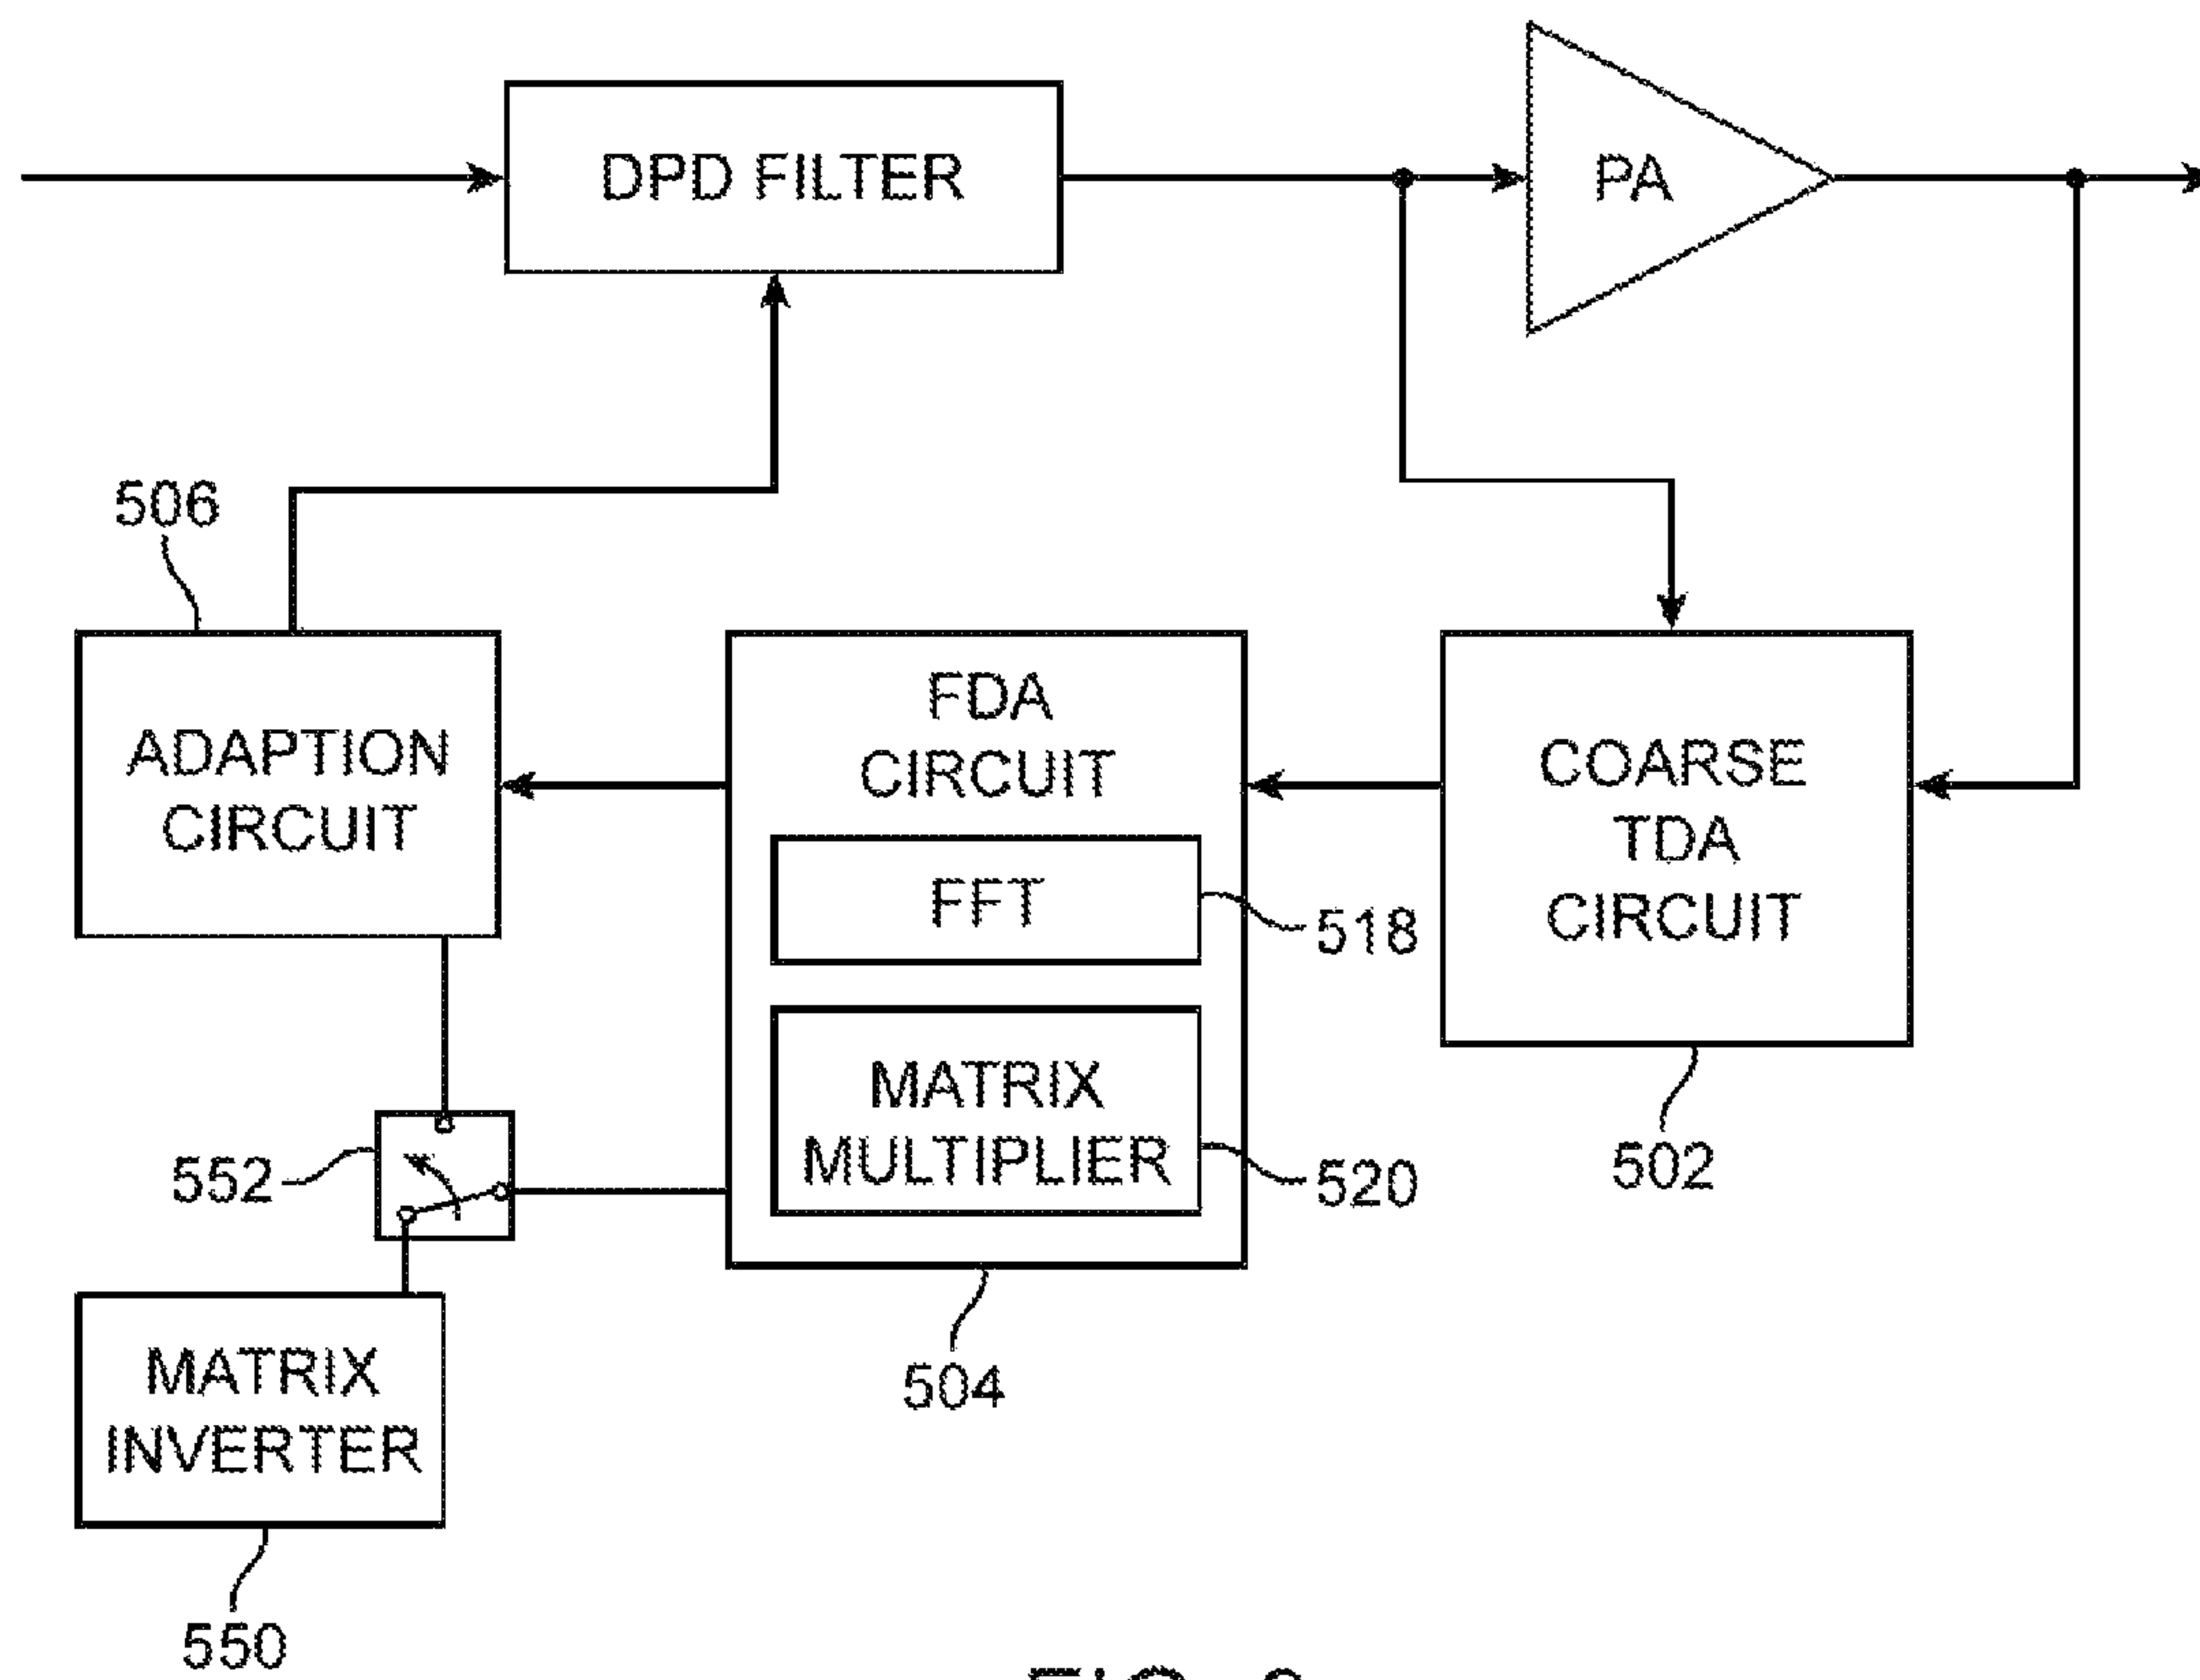 DPD FILTER
PA
506
ADAPTION
CIRCUIT
FDA
CIRCUIT
FFT
518
MATRIX
MULTIPLIER
520
COARSE
TDA
CIRCUIT
502
552
504
MATRIX
INVERTER
550